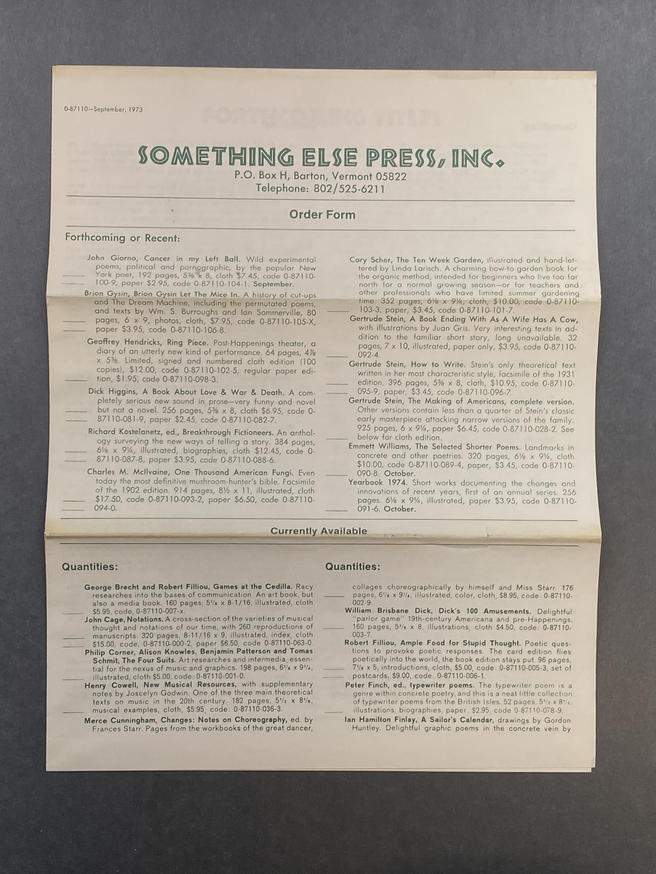 0-87110—September, 1973
SOMETHING ELSE PRESS, INC.
P.O. Box H, Barton, Vermont 05822
Telephone: 802/525-6211
Order Form
Forthcoming or Recent:
John Giorno, Cancer in my Left Ball. Wild experimental
poems, political and pornographic, by the popular New
York poet, 192 pages, 5⅜ x 8, cloth $7.45, code 0-87110-
100-9, paper $2.95, code 0-87110-104-1. September.
Brion Gysin, Brion Gysin Let The Mice In. A history of cut-ups
and The Dream Machine, including the permutated poems,
and texts by Wm. S. Burroughs and Ian Sommerville, 80
pages, 6 x 9, photos, cloth, $7.95, code 0-87110-105-X,
paper $3.95, code 0-87110-106-8.
Geoffrey Hendricks, Ring Piece. Post-Happenings theater, a
diary of an utterly new kind of performance. 64 pages, 4⅞
x 5⅜. Limited, signed and numbered cloth edition (100
copies), $12.00, code 0-87110-102-5, regular paper edi-
tion, $1.95, code 0-87110-098-3.
Dick Higgins, A Book About Love & War & Death. A com-
pletely serious new sound in prose—very funny and novel
but not a novel. 256 pages, 5⅜ x 8, cloth $6.95, code 0-
87110-081-9, paper $2.45, code 0-87110-082-7.
Richard Kostelanetz, ed., Breakthrough Fictioneers. An anthol-
ogy surveying the new ways of telling a story. 384 pages,
6⅛ x 9¼, illustrated, biographies, cloth $12.45, code 0-
87110-087-8, paper $3.95, code 0-87110-088-6.
Charles M. McIlvaine, One Thousand American Fungi. Even
today the most definitive mushroom-hunter's bible. Facsimile
of the 1902 edition. 914 pages, 8½ x 11, illustrated, cloth
$17.50, code 0-87110-093-2, paper $6.50, code 0-87110-
094-0.
Cary Scher, The Ten Week Garden, illustrated and hand-let-
tered by Linda Larisch. A charming how-to garden book for
the organic method, intended for beginners who live too far
north for a normal growing season—or for teachers and
other professionals who have limited summer gardening
time. 352 pages, 6⅛ x 9¼, cloth, $10.00, code 0-87110-
103-3, paper, $3.45, code 0-87110-101-7.
Gertrude Stein, A Book Ending With As A Wife Has A Cow,
with illustrations by Juan Gris. Very interesting texts in ad-
dition to the familiar short story, long unavailable. 32
pages, 7 x 10, illustrated, paper only, $3.95, code 0-87110-
092-4.
Gertrude Stein, How to Write. Stein's only theoretical text
written in her most characteristic style, facsimile of the 1931
edition. 396 pages, 5⅜ x 8, cloth, $10.95, code 0-87110-
095-9, paper, $3.45, code 0-87110-096-7.
Gertrude Stein, The Making of Americans, complete version.
Other versions contain less than a quarter of Stein's classic
early masterpiece attacking narrow versions of the family.
925 pages, 6 x 9¼, paper $6.45, code 0-87110-028-2. See
below for cloth edition.
Emmett Williams, The Selected Shorter Poems. Landmarks in
concrete and other poetries. 320 pages, 6⅛ x 9¼, cloth
$10.00, code 0-87110-089-4, paper, $3.45, code 0-87110-
090-8. October.
Yearbook 1974. Short works documenting the changes and
innovations of recent years, first of an annual series. 256
pages, 6⅛ x 9¼, illustrated, paper $3.95, code 0-87110-
091-6. October.
Currently Available
Quantities:
George Brecht and Robert Filliou, Games at the Cedilla. Racy
researches into the bases of communication. An art book, but
also a media book. 160 pages, 5¼ x 8-11/16, illustrated, cloth
$5.95, code, 0-87110-007-x.
John Cage, Notations. A cross-section of the varieties of musical
thought and notations of our time, with 260 reproductions of
manuscripts. 320 pages, 8-11/16 x 9, illustrated, index, cloth
$15.00, code, 0-87110-000-2, paper $6.50, code 0-87110-063-0.
Philip Corner, Alison Knowles, Benjamin Patterson and Tomas
Schmit, The Four Suits. Art researches and intermedia, essen-
tial for the nexus of music and graphics. 198 pages, 6¼ x 9¼,
illustrated, cloth $5.00. code: 0-87110-001-0.
Henry Cowell, New Musical Resources, with supplementary
notes by Joscelyn Godwin. One of the three main theoretical
texts on music in the 20th century. 182 pages, 5½ x 8¼,
musical examples, cloth, $5.95, code 0-87110-036-3.
Merce Cunningham, Changes: Notes on Choreography, ed. by
Frances Starr. Pages from the workbooks of the great dancer,
Quantities:
collages choreographically by himself and Miss Starr. 176
pages, 6¼ x 9¼, illustrated, color, cloth, $8.95, code: 0-87110-
002-9.
William Brisbane Dick, Dick's 100 Amusements. Delightful
"parlor game" 19th-century Americana and pre-Happenings.
160 pages, 5¼ x 8, illustrations, cloth $4.50, code: 0-87110-
003-7.
Robert Filliou, Ample Food for Stupid Thought. Poetic ques-
tions to provoke poetic responses. The card edition flies
poetically into the world, the book edition stays put. 96 pages,
7¼ x 5, introductions, cloth, $5.00, code: 0-87110-005-3, set of
postcards, $9.00, code: 0-87110-006-1.
Peter Finch, ed., typewriter poems. The typewriter poem is a
genre within concrete poetry, and this is a neat little collection
of typewriter poems from the British Isles. 52 pages. 5½ x 8½,
illustrations, biographies, paper, $2.95, code 0-87110-078-9.
Ian Hamilton Finlay, A Sailor's Calendar, drawings by Gordon
Huntley. Delightful graphic poems in the concrete vein by